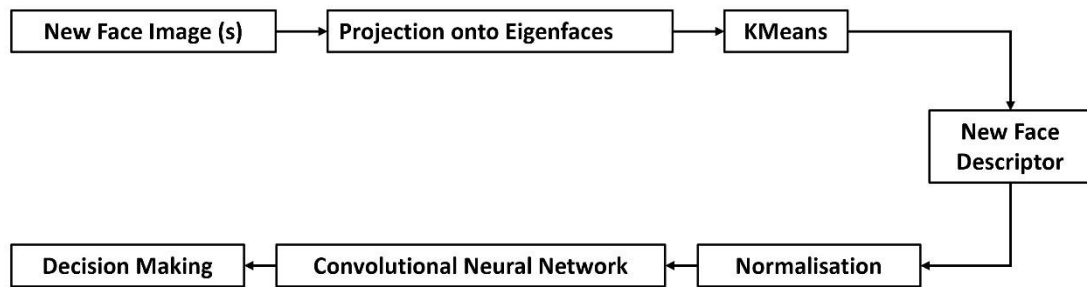 New Face Image (s)
Projection onto Eigenfaces
KMeans
New Face
Descriptor
Normalisation
Convolutional Neural Network
Decision Making